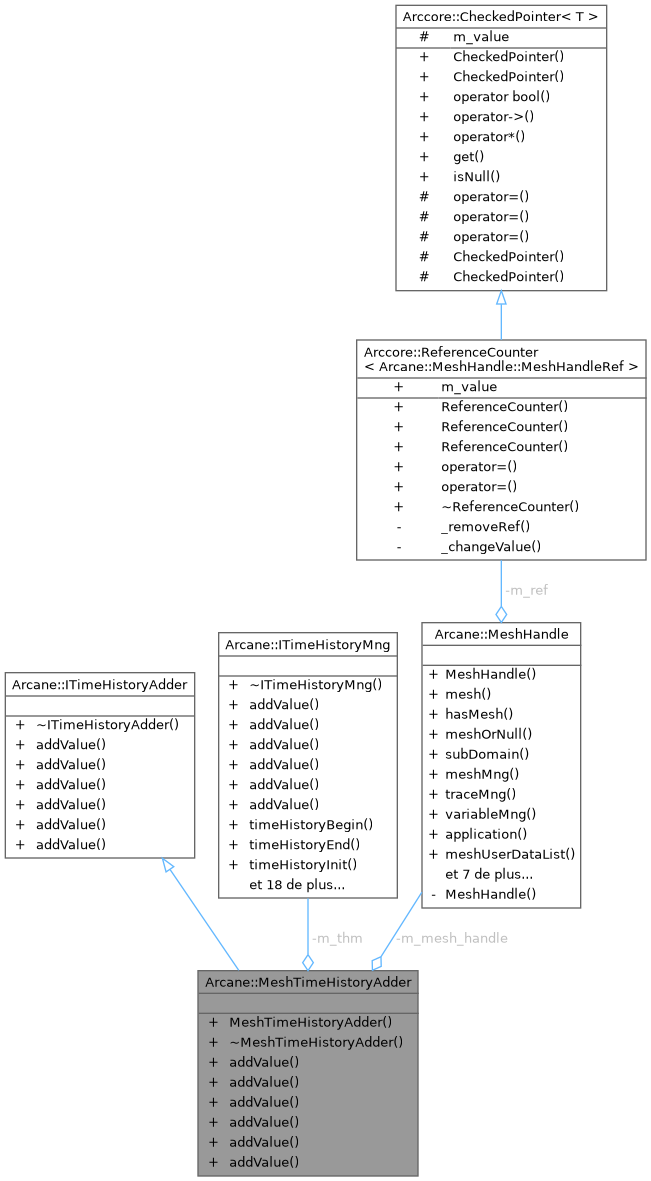 Arccore::CheckedPointer< T >
# m_value
+ CheckedPointer()
+ CheckedPointer()
+ operator bool()
+ operator->()
+ operator*()
+ get()
+ isNull()
# operator=()
# operator=()
# operator=()
# CheckedPointer()
# CheckedPointer()
Arccore::ReferenceCounter
< Arcane::MeshHandle::MeshHandleRef >
+ m_value
+ ReferenceCounter()
+ ReferenceCounter()
+ ReferenceCounter()
+ operator=()
+ operator=()
+ ~ReferenceCounter()
- _removeRef()
- _changeValue()
-m_ref
Arcane::MeshHandle
+ MeshHandle()
+ mesh()
+ hasMesh()
+ meshOrNull()
+ subDomain()
+ meshMng()
+ traceMng()
+ variableMng()
+ application()
+ meshUserDataList()
et 7 de plus...
- MeshHandle()
Arcane::ITimeHistoryMng
+ ~ITimeHistoryMng()
+ addValue()
+ addValue()
+ addValue()
+ addValue()
+ addValue()
+ addValue()
+ timeHistoryBegin()
+ timeHistoryEnd()
+ timeHistoryInit()
et 18 de plus...
Arcane::ITimeHistoryAdder
+ ~ITimeHistoryAdder()
+ addValue()
+ addValue()
+ addValue()
+ addValue()
+ addValue()
+ addValue()
-m_thm
-m_mesh_handle
Arcane::MeshTimeHistoryAdder
+ MeshTimeHistoryAdder()
+ ~MeshTimeHistoryAdder()
+ addValue()
+ addValue()
+ addValue()
+ addValue()
+ addValue()
+ addValue()